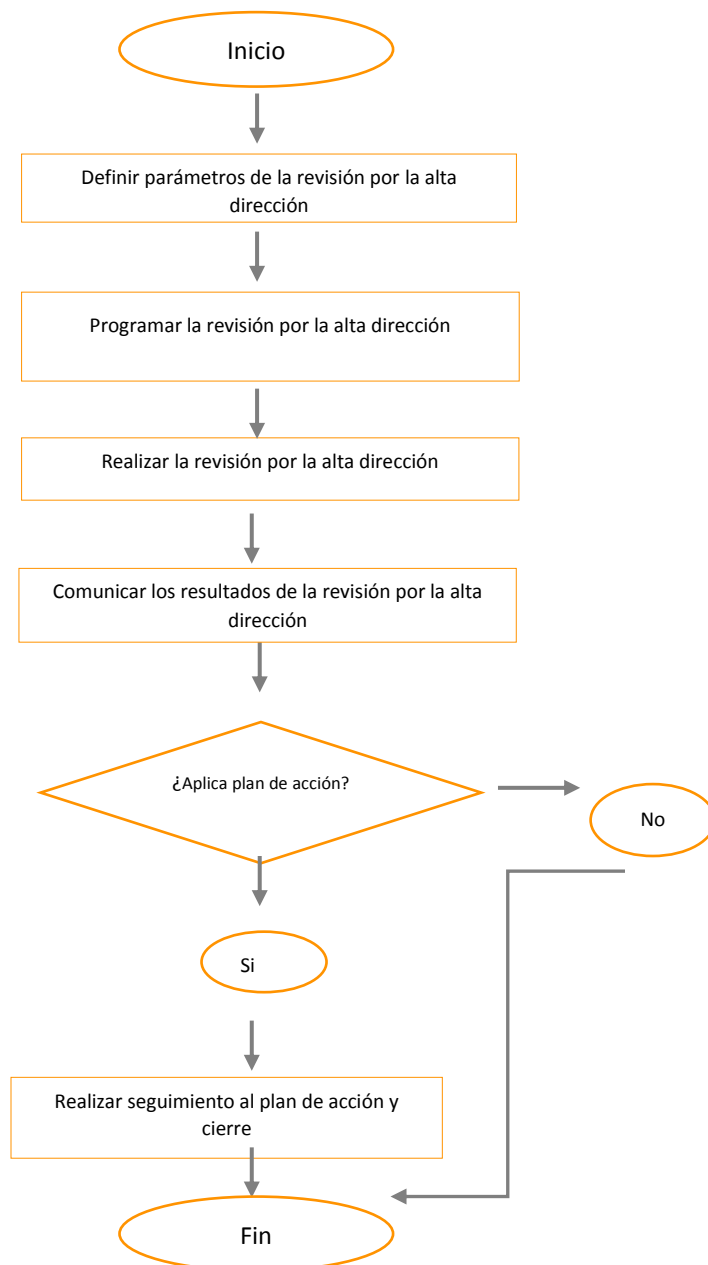 Inicio
Definir parámetros de la revisión por la alta
dirección
Programar la revisión por la alta dirección
Realizar la revisión por la alta dirección
Comunicar los resultados de la revisión por la alta
dirección
¿Aplica plan de acción?
No
Si
Realizar seguimiento al plan de acción y
cierre
Fin